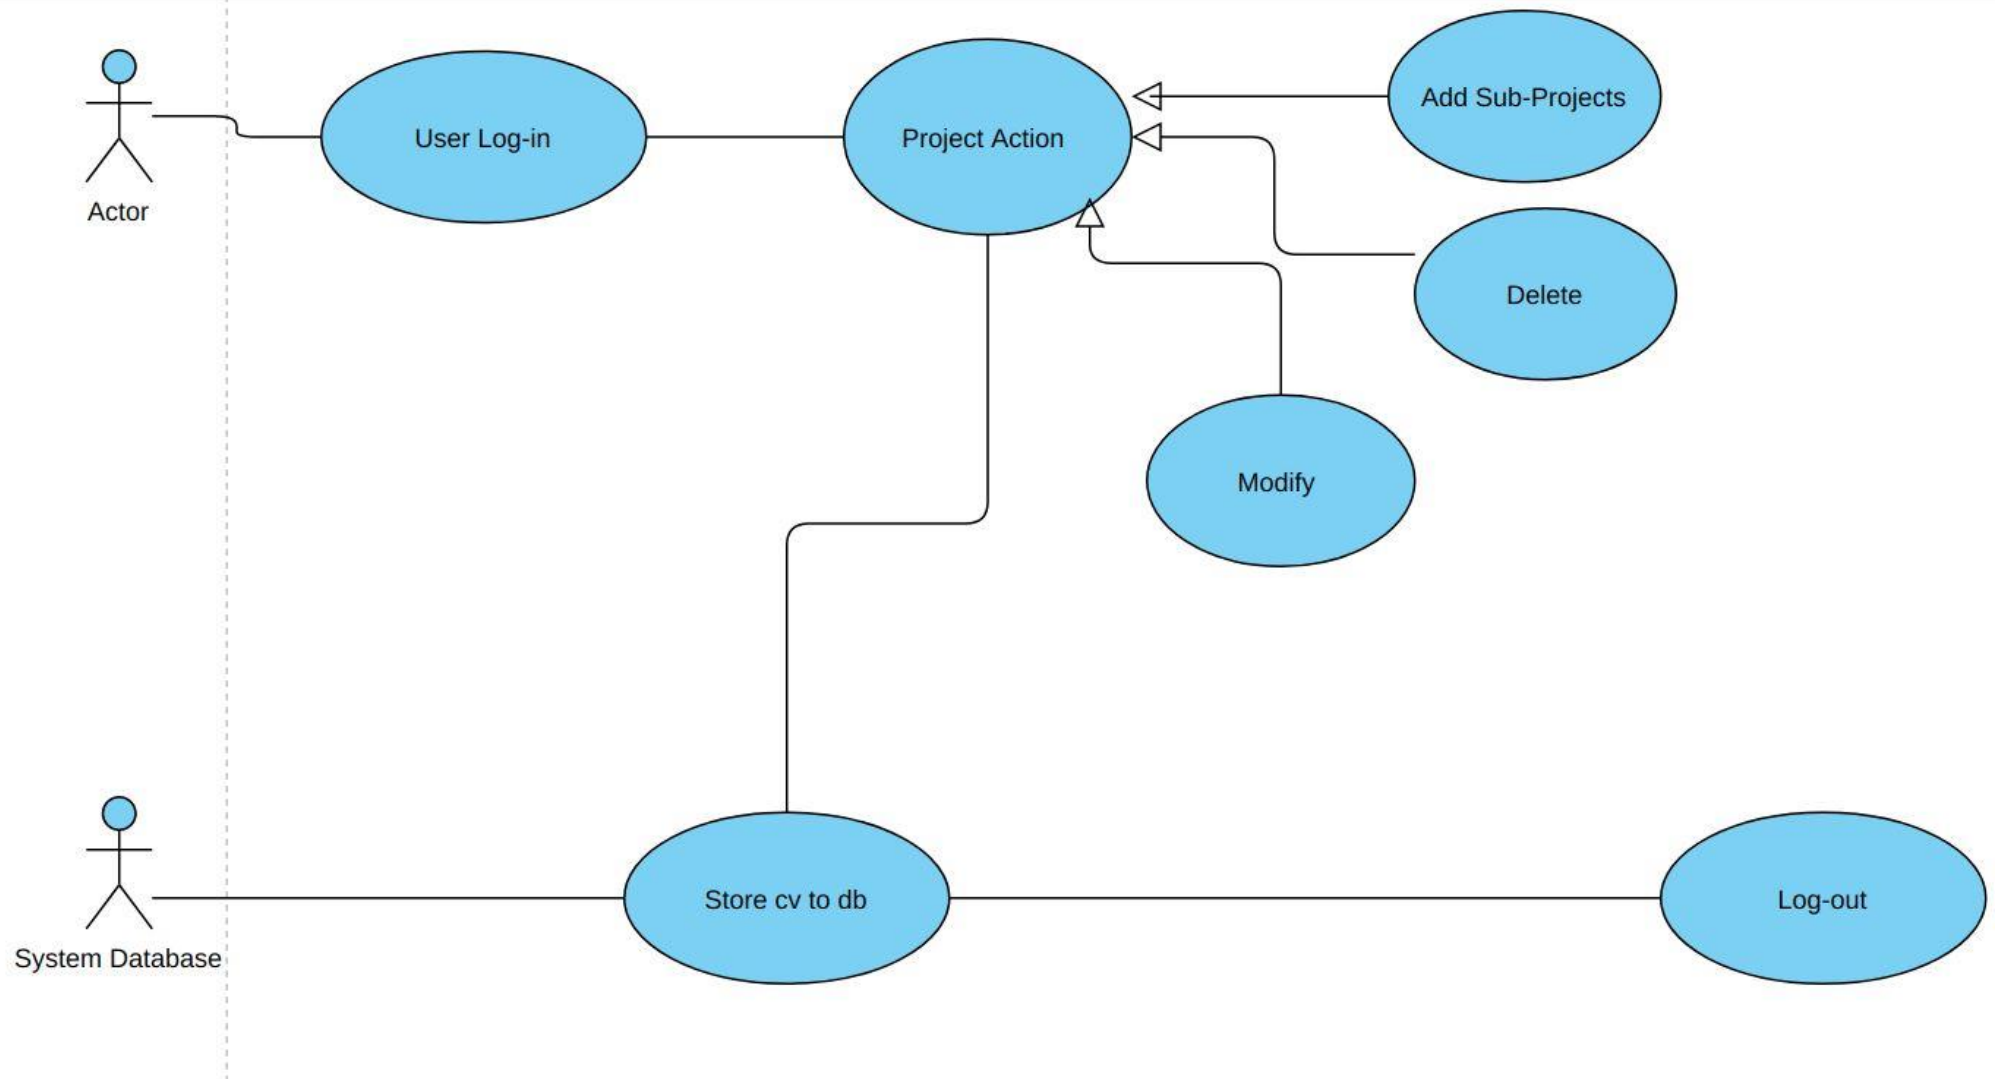 Actor
User Log-in
Project Action
Add Sub-Projects
Delete
Modify
System Database
Store cv to db
Log-out